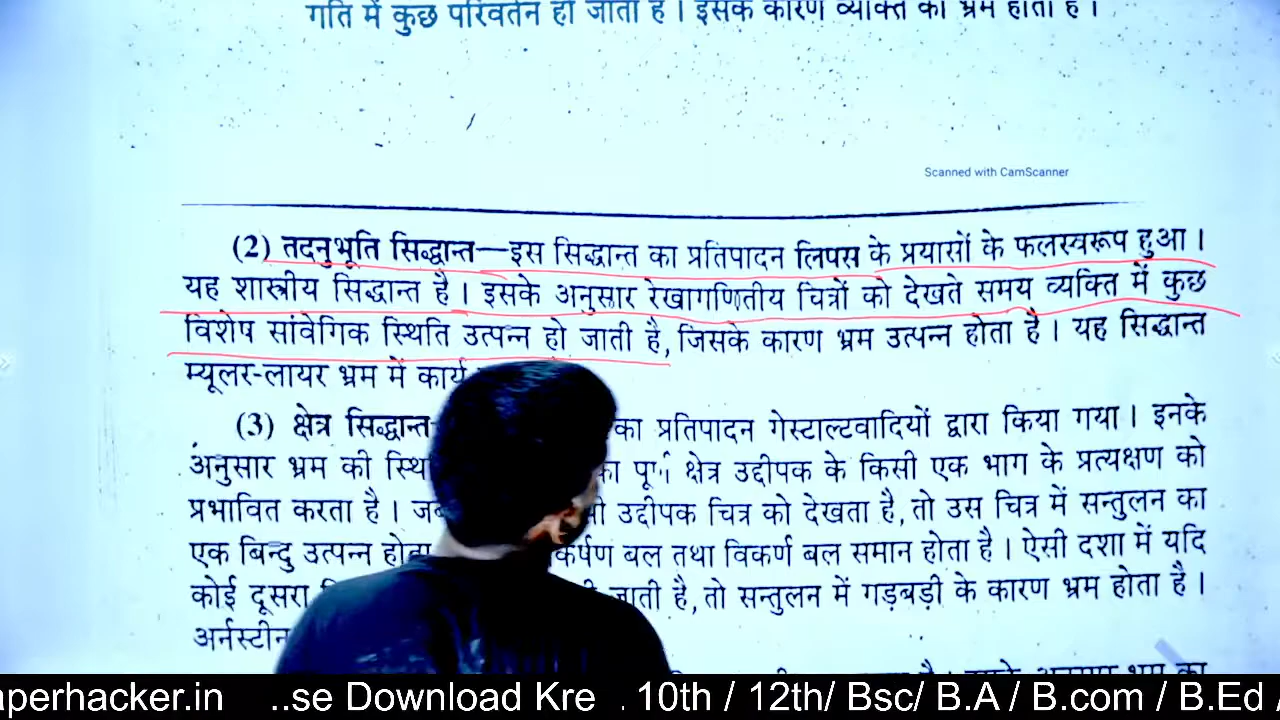 गति में कुछ परिवर्तन हो जाता है । इसके कारण व्यक्ति को भ्रम होता है ।
Scanned with CamScanner
(2) तदनुभूति सिद्धान्त—इस सिद्धान्त का प्रतिपादन लिपस के प्रयासों के फलस्वरूप हुआ ।
यह शास्त्रीय सिद्धान्त है । इसके अनुसार रेखागणितीय चित्रों को देखते समय व्यक्ति में कुछ
विशेष सांवेगिक स्थिति उत्पन्न हो जाती है, जिसके कारण भ्रम उत्पन्न होता है । यह सिद्धान्त
म्यूलर-लायर भ्रम में कार्य
(3) क्षेत्र सिद्धान्त का प्रतिपादन गेस्टाल्टवादियों द्वारा किया गया । इनके
अनुसार भ्रम की का क्षेत्र उद्दीपक के किसी एक भाग के प्रत्यक्षण को
प्रभावित करता है । उद्दीपक चित्र को देखता है, तो उस चित्र में सन्तुलन का
एक बिन्दु उत्पन्न बल तथा विकर्ण बल समान होता है । ऐसी दशा में यदि
कोई दूसरा जाती है, तो सन्तुलन में गड़बड़ी के कारण भ्रम होता है ।
अर्नस्टीन
aperhacker.in ..se Download Kre . 10th / 12th/ Bsc/ B.A / B.com / B.Ed